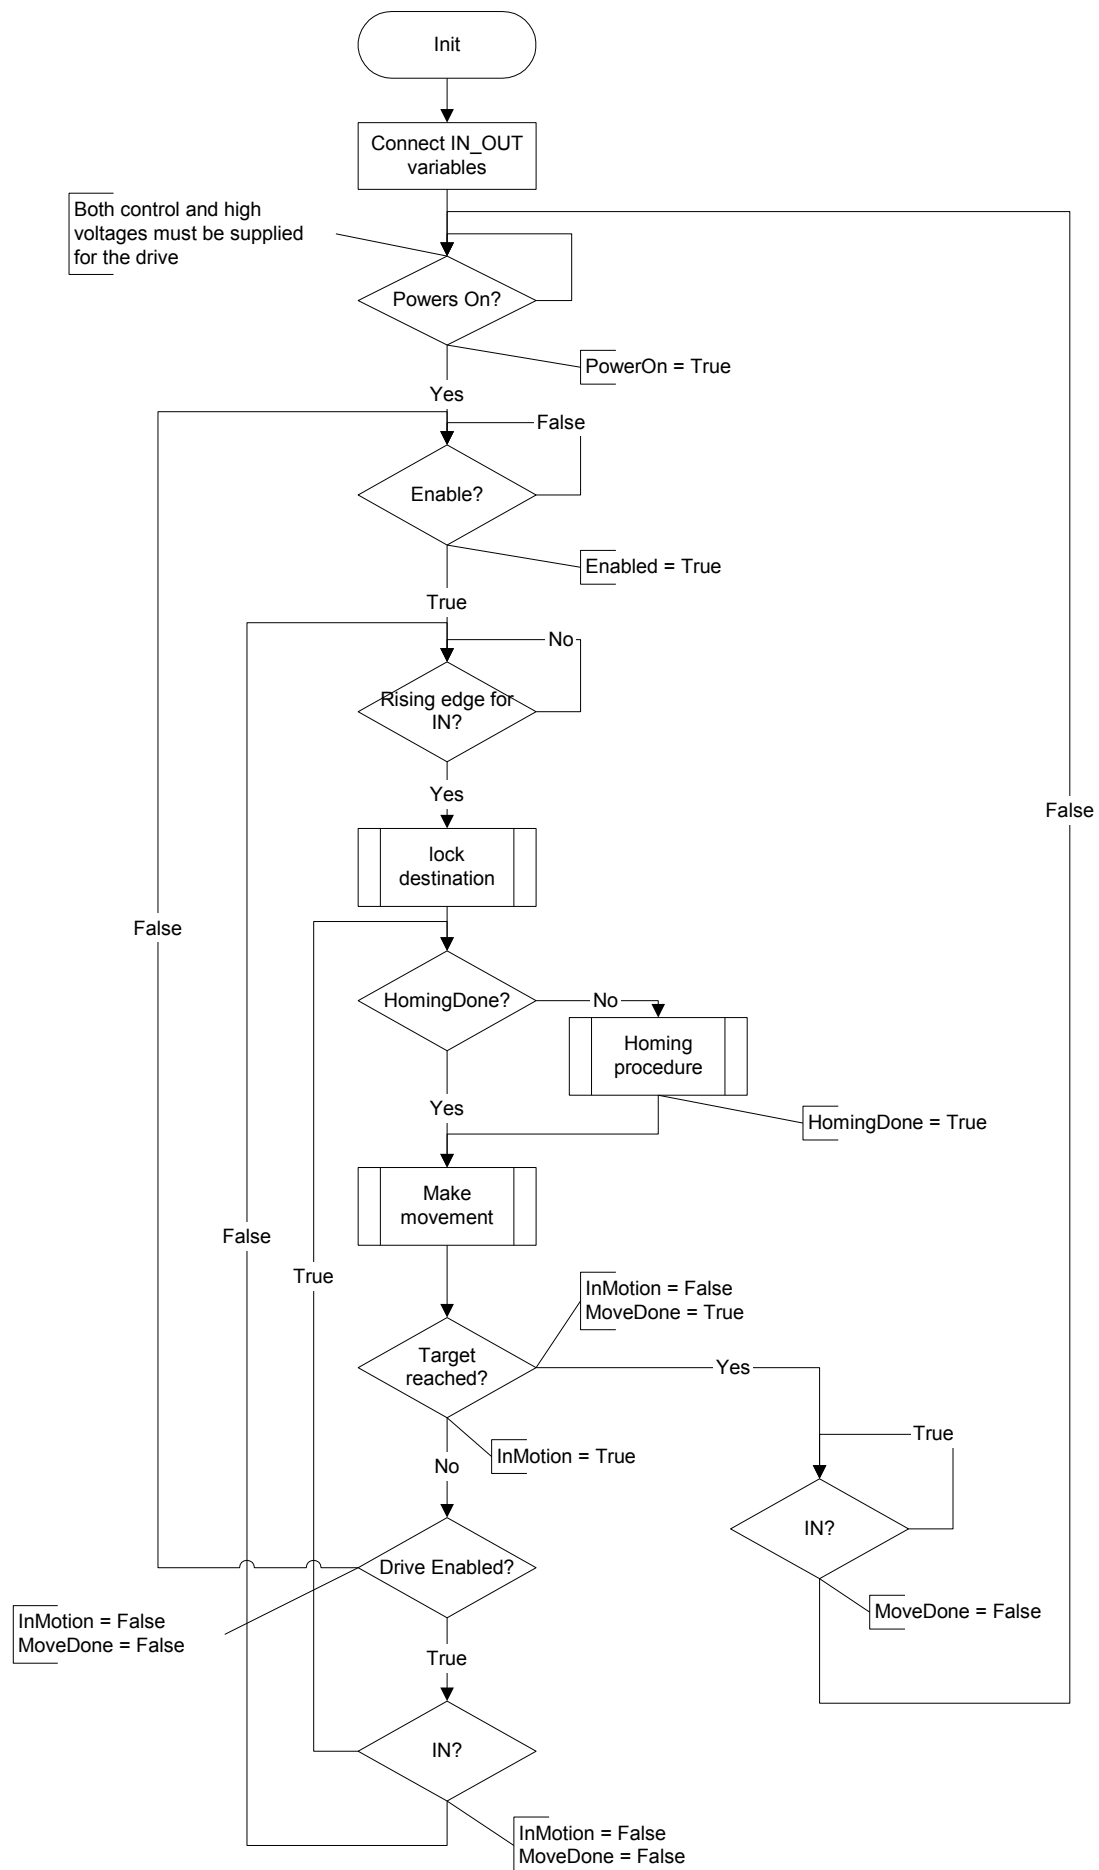 Init
Connect IN_OUT
variables
Both control and high
voltages must be supplied
for the drive
Powers On?
PowerOn = True
Yes
False
Enable?
Enabled = True
True
No
Rising edge for
IN?
Yes
False
lock
destination
False
HomingDone?
No
Homing
procedure
Yes
HomingDone = True
Make
movement
False
True
InMotion = False
MoveDone = True
Target
reached?
Yes
True
InMotion = True
No
IN?
Drive Enabled?
MoveDone = False
InMotion = False
MoveDone = False
True
IN?
InMotion = False
MoveDone = False